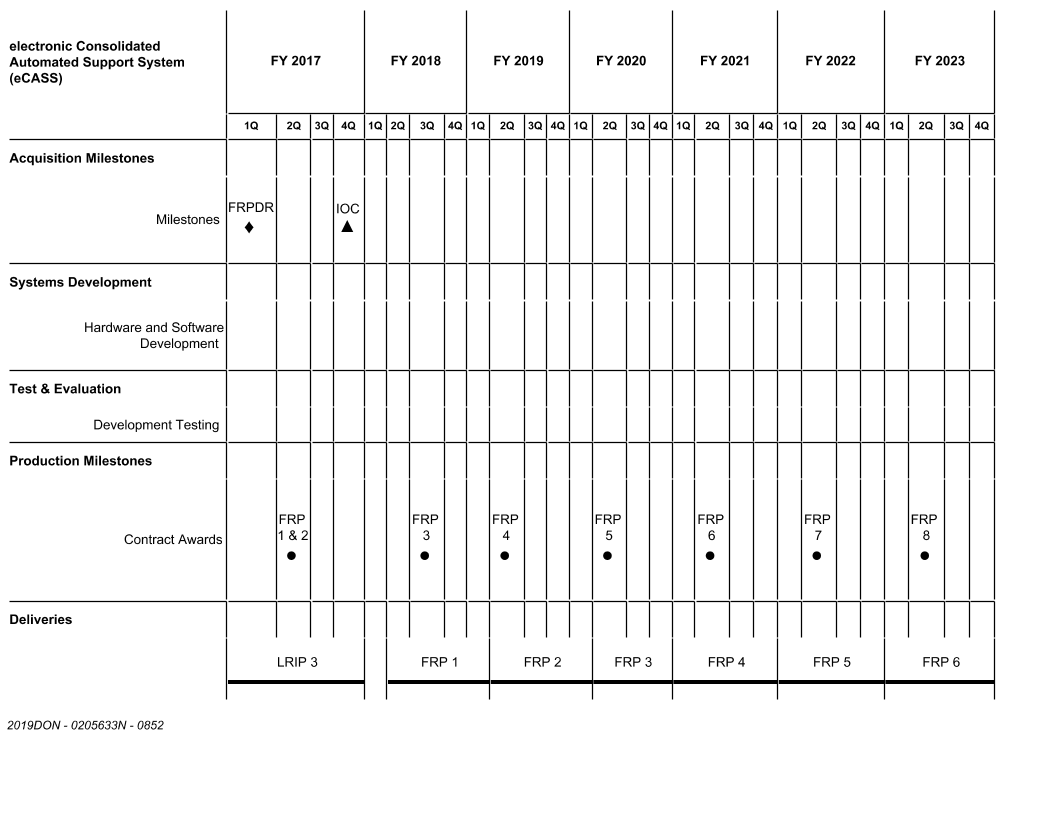 electronic Consolidated
Automated Support System
(eCASS)
FY 2017 FY 2018 FY 2019 FY 2020 FY 2021 FY 2022 FY 2023
1Q 2Q 3Q 4Q 1Q 2Q 3Q 4Q 1Q 2Q 3Q 4Q 1Q 2Q 3Q 4Q 1Q 2Q 3Q 4Q 1Q 2Q 3Q 4Q 1Q 2Q 3Q 4Q
Acquisition Milestones
FRPDR IOC
Milestones
Systems Development
Hardware and Software
Development
Test & Evaluation
Development Testing
Production Milestones
FRP FRP FRP FRP FRP FRP FRP
1 & 2 3 4 5 6 7 8
Contract Awards
Deliveries
LRIP 3 FRP 1 FRP 2 FRP 3 FRP 4 FRP 5 FRP 6
2019DON - 0205633N - 0852